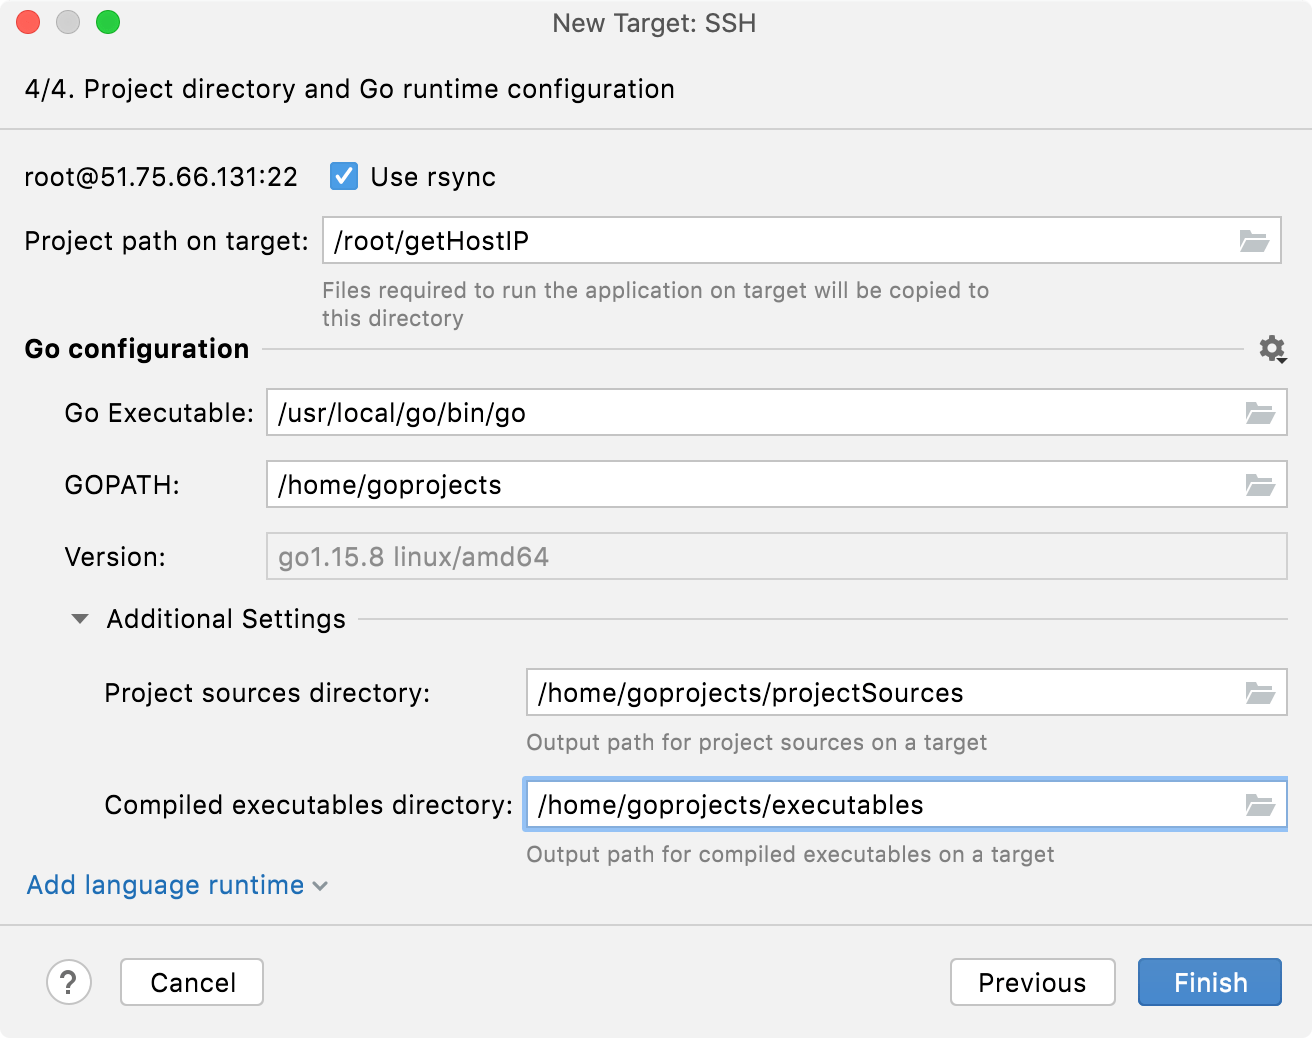 New Target: SSH
4/4. Project directory and Go runtime configuration
root@51.75.66.131:22 Use rsync
Project path on target: /root/getHostIP
Files required to run the application on target will be copied to
this directory
Go configuration
Go Executable: /usr/local/go/bin/go
GOPATH: /home/goprojects
Version: go1.15.8 linux/amd64
Additional Settings
Project sources directory: /home/goprojects/projectSources
Output path for project sources on a target
Compiled executables directory: /home/goprojects/executables
Output path for compiled executables on a target
Add language runtime
? Cancel Previous Finish